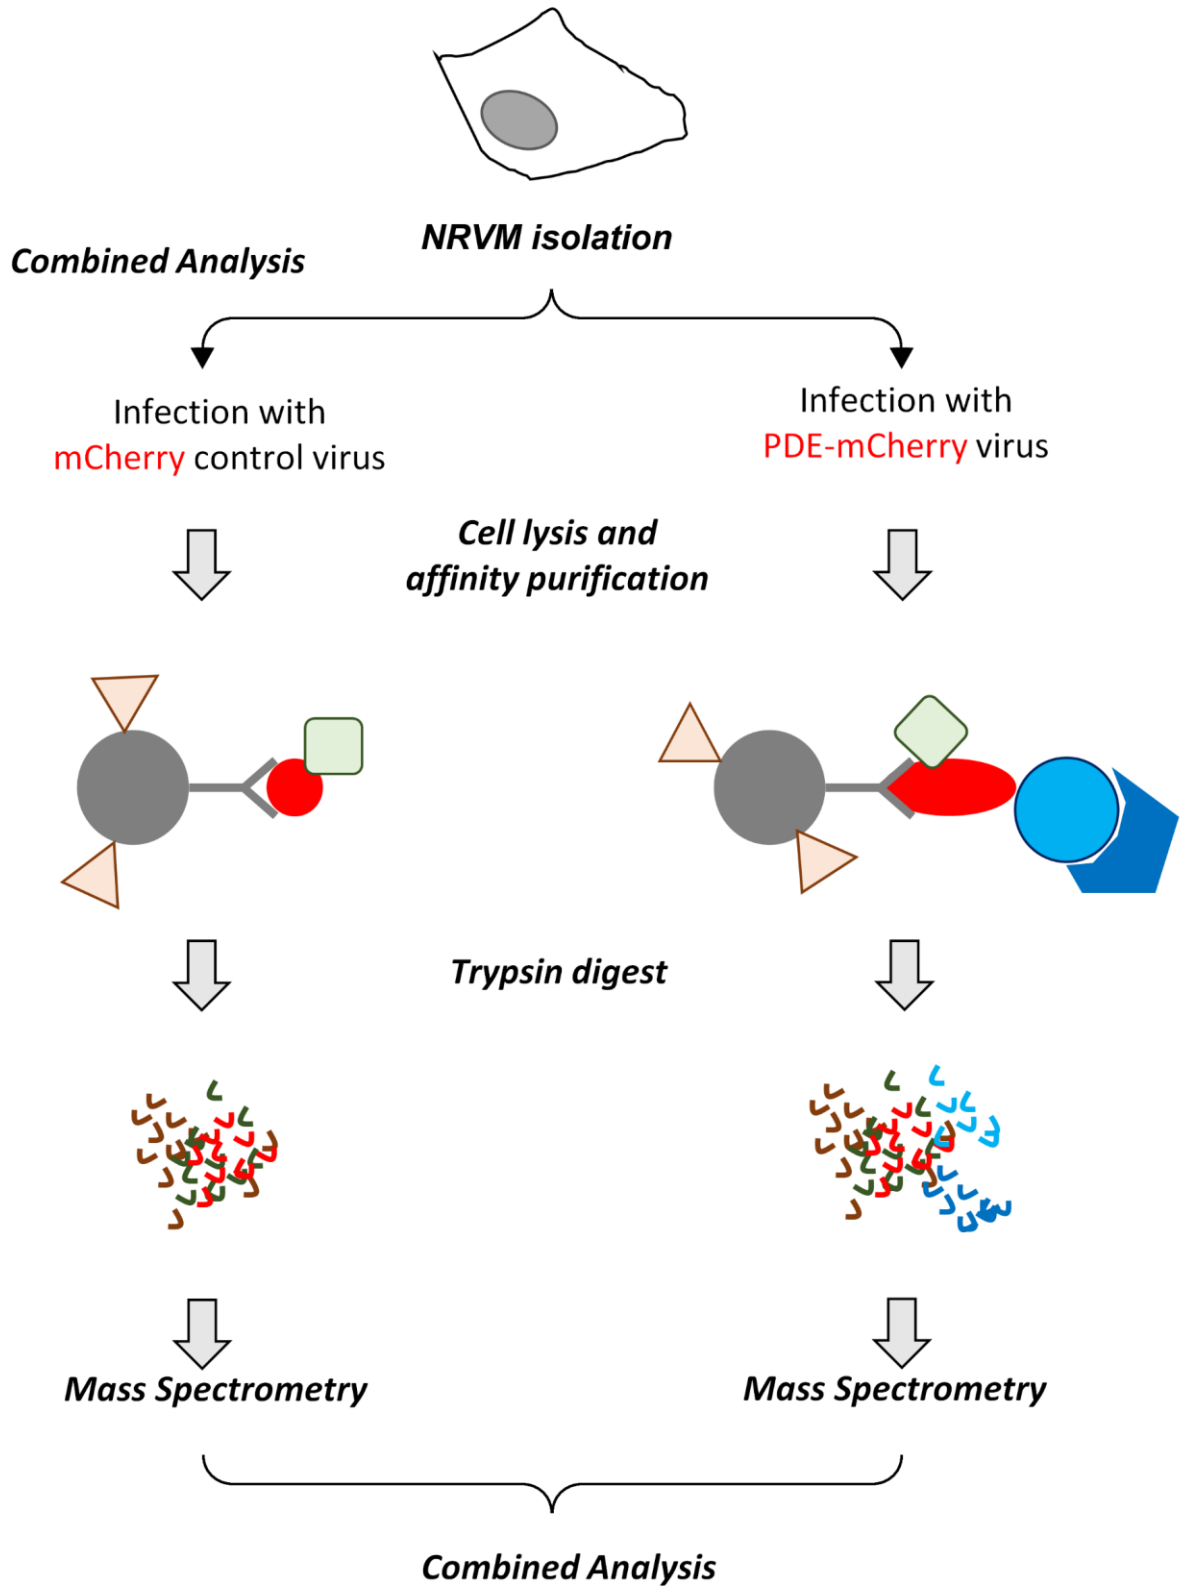 NRVM isolation
Combined Analysis
Infection with
mCherry control virus
Infection with
PDE-mCherry virus
Cell lysis and
affinity purification
Trypsin digest
Mass Spectrometry
Mass Spectrometry
Combined Analysis